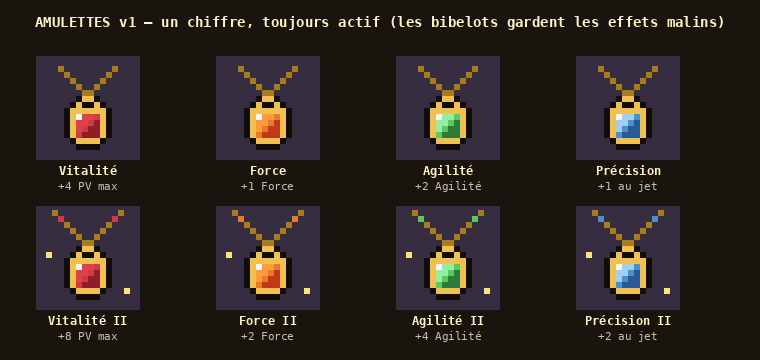 AMULETTES v1 — un chiffre, toujours actif (les bibelots gardent les effets malins)
Vitalité Force Agilité Précision
+4 PV max +1 Force +2 Agilité +1 au jet
Vitalité II Force II Agilité II Précision II
+8 PV max +2 Force +4 Agilité +2 au jet